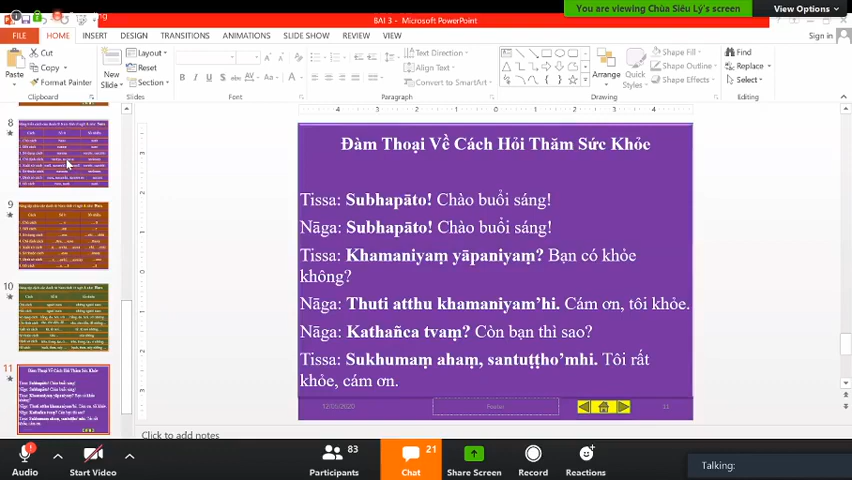 You are viewing Chùa Siêu Lý's screen
View Options
BAI 3 - Microsoft PowerPoint
FILE HOME INSERT DESIGN TRANSITIONS ANIMATIONS SLIDE SHOW REVIEW VIEW
Sign in
Paste
Cut
Copy
Format Painter
Clipboard
New
Slide
Layout
Reset
Section
Slides
Font
Text Direction
Align Text
Convert to SmartArt
Paragraph
Arrange
Quick
Styles
Shape Fill
Shape Outline
Shape Effects
Drawing
Find
Replace
Select
Editing
8
9
10
11
Đàm Thoại Về Cách Hỏi Thăm Sức Khỏe
Tissa: Subhapāto! Chào buổi sáng!
Nāga: Subhapāto! Chào buổi sáng!
Tissa: Khamaniyaṃ yāpaniyaṃ? Bạn có khỏe
không?
Nāga: Thuti atthu khamaniyam'hi. Cám ơn, tôi khỏe.
Nāga: Kathañca tvaṃ? Còn bạn thì sao?
Tissa: Sukhumaṃ ahaṃ, santuṭṭho'mhi. Tôi rất
khỏe, cám ơn.
12/05/2020
Footer
11
Click to add notes
Audio
Start Video
83
Participants
21
Chat
Share Screen
Record
Reactions
Talking: